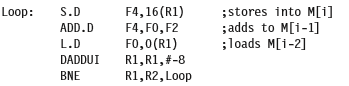 Loop: S.D F4,16(R1) ;stores into M[i]
ADD.D F4,F0,F2 ;adds to M[i-1]
L.D F0,0(R1) ;loads M[i-2]
DADDUI R1,R1,#-8
BNE R1,R2,Loop